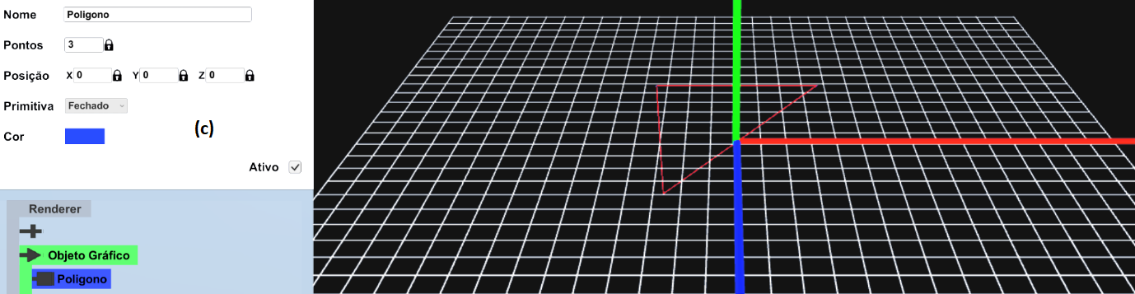 Nome Poligono
Pontos 3
Posição X 0 Y 0 Z 0
Primitiva Fechado
Cor
(c)
Ativo
Renderer
Objeto Gráfico
Poligono